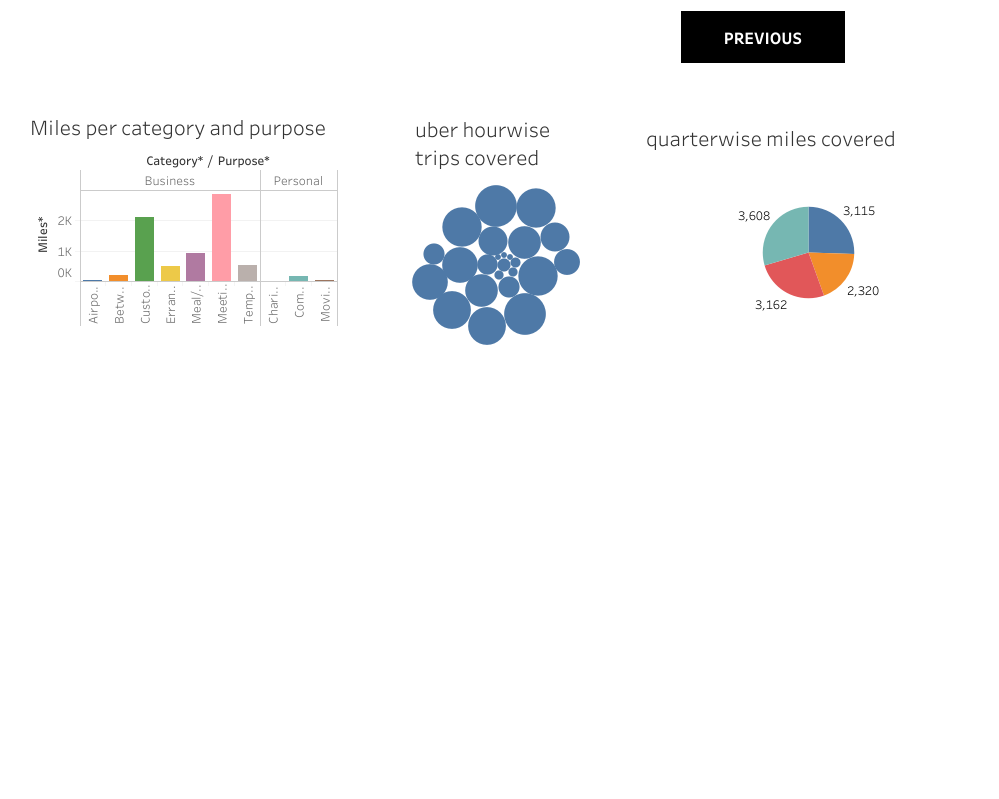 PREVIOUS
Miles per category and purpose
Category* / Purpose*
Business
Personal
Miles*
2K
1K
0K
Airpo..
Betw..
Custo..
Erran..
Meal/..
Meeti..
Temp..
Chari..
Com..
Movi..
uber hourwise
trips covered
quarterwise miles covered
3,608
3,115
2,320
3,162